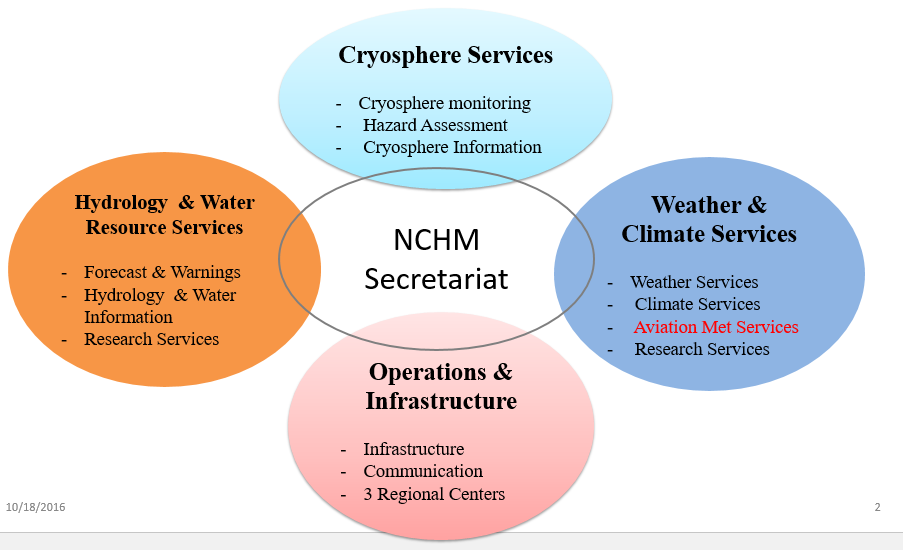 Cryosphere Services
- Cryosphere monitoring
- Hazard Assessment
- Cryosphere Information
Hydrology & Water
Resource Services
- Forecast & Warnings
- Hydrology & Water
Information
- Research Services
NCHM
Secretariat
Weather &
Climate Services
- Weather Services
- Climate Services
- Aviation Met Services
- Research Services
Operations &
Infrastructure
- Infrastructure
- Communication
- 3 Regional Centers
10/18/2016
2